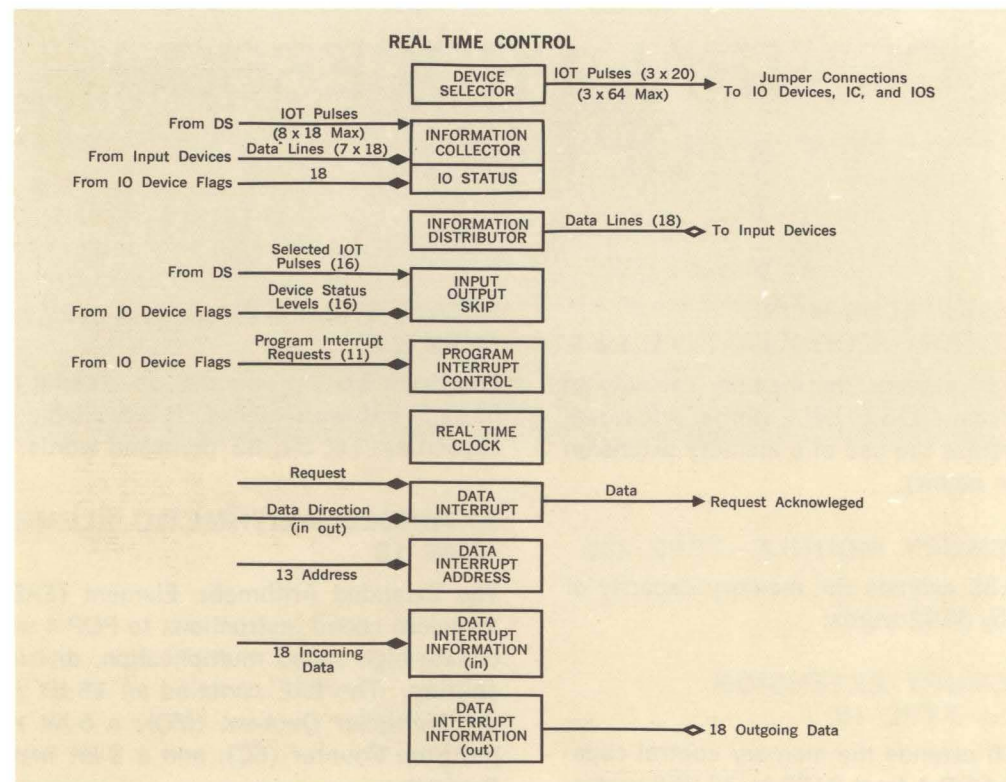 REAL TIME CONTROL
DEVICE
SELECTOR
IOT Pulses (3 x 20)
(3 x 64 Max)
Jumper Connections
To IO Devices, IC, and IOS
From DS
IOT Pulses
(8 x 18 Max)
From Input Devices
Data Lines (7 x 18)
INFORMATION
COLLECTOR
From IO Device Flags
18
IO STATUS
INFORMATION
DISTRIBUTOR
Data Lines (18)
To Input Devices
From DS
Selected IOT
Pulses (16)
From IO Device Flags
Device Status
Levels (16)
INPUT
OUTPUT
SKIP
From IO Device Flags
Program Interrupt
Requests (11)
PROGRAM
INTERRUPT
CONTROL
REAL TIME
CLOCK
Request
Data Direction
(in out)
DATA
INTERRUPT
Data
Request Acknowleged
13 Address
DATA
INTERRUPT
ADDRESS
18 Incoming
Data
DATA
INTERRUPT
INFORMATION
(in)
DATA
INTERRUPT
INFORMATION
(out)
18 Outgoing Data